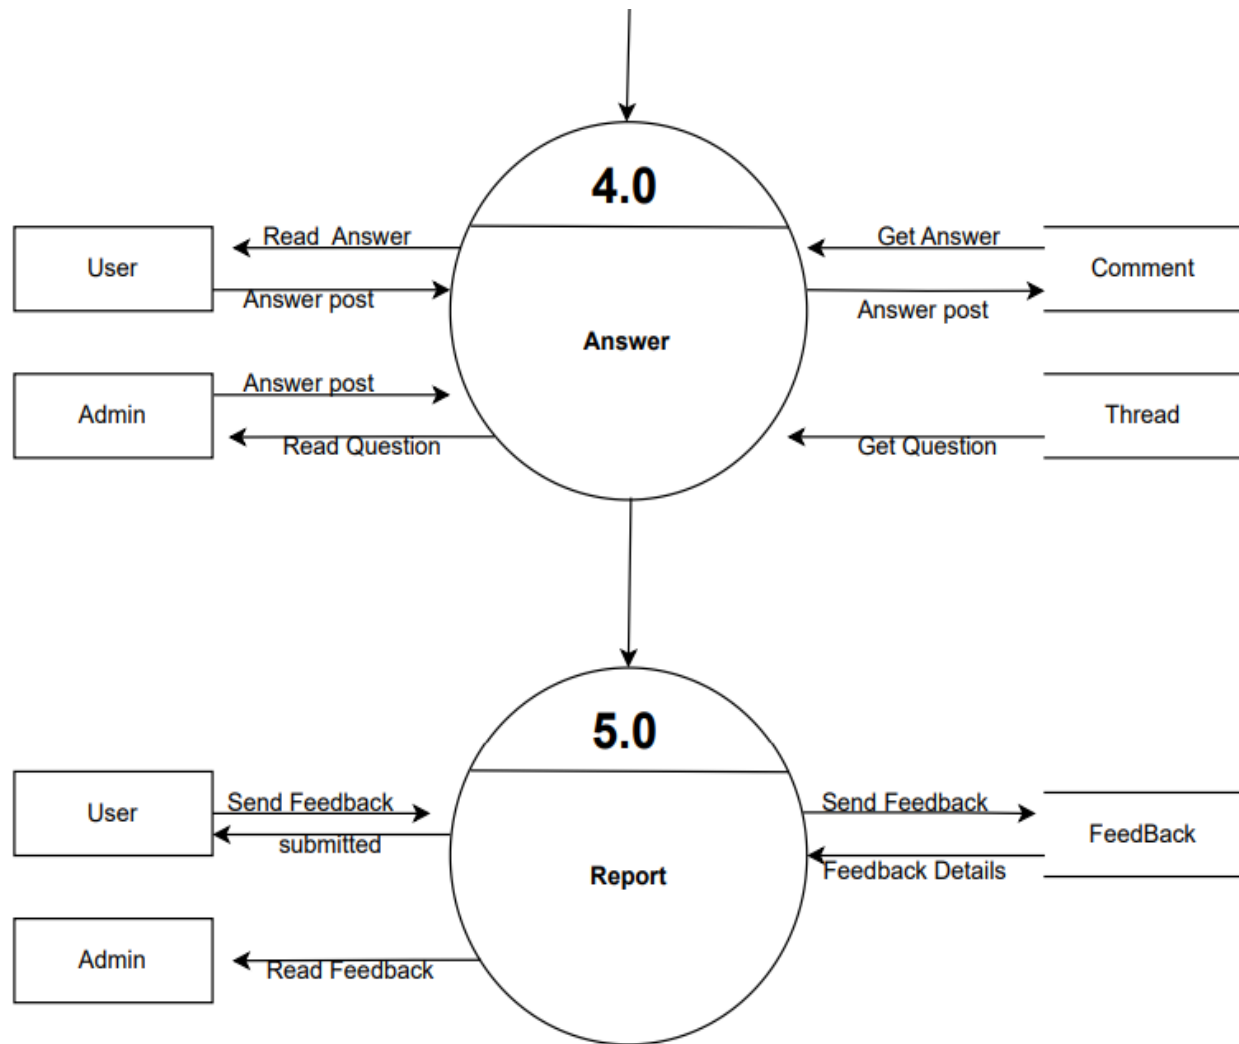 4.0
Read Answer
Get Answer
User
Comment
Answer post
Answer post
Answer
Answer post
Admin
Thread
Read Question
Get Question
5.0
User
Send Feedback
Send Feedback
submitted
FeedBack
Feedback Details
Report
Admin
Read Feedback